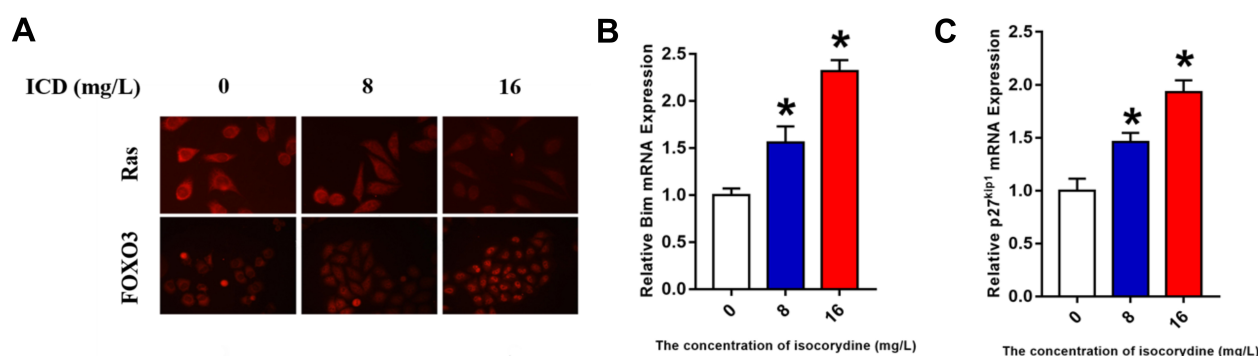 A
ICD (mg/L) 0 8 16
Ras
FOXO3
B
Relative Bim mRNA Expression
2.5
2.0
1.5
1.0
0.5
0.0
*
*
0 8 16
The concentration of isocorydine (mg/L)
C
Relative p27ᵏⁱᵖ¹ mRNA Expression
2.5
2.0
1.5
1.0
0.5
0.0
*
*
0 8 16
The concentration of isocorydine (mg/L)